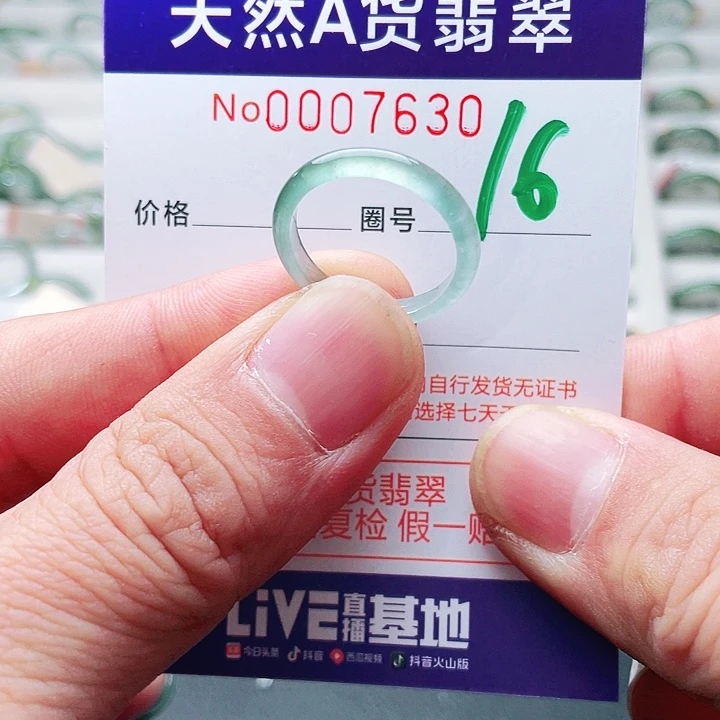 天然A货翡翠
No0007630
16
价格 圈号
自行发货无证书
选择七天
货翡翠
复检 假一赔
LiVE直播基地
今日头条 抖音 西瓜视频 抖音火山版